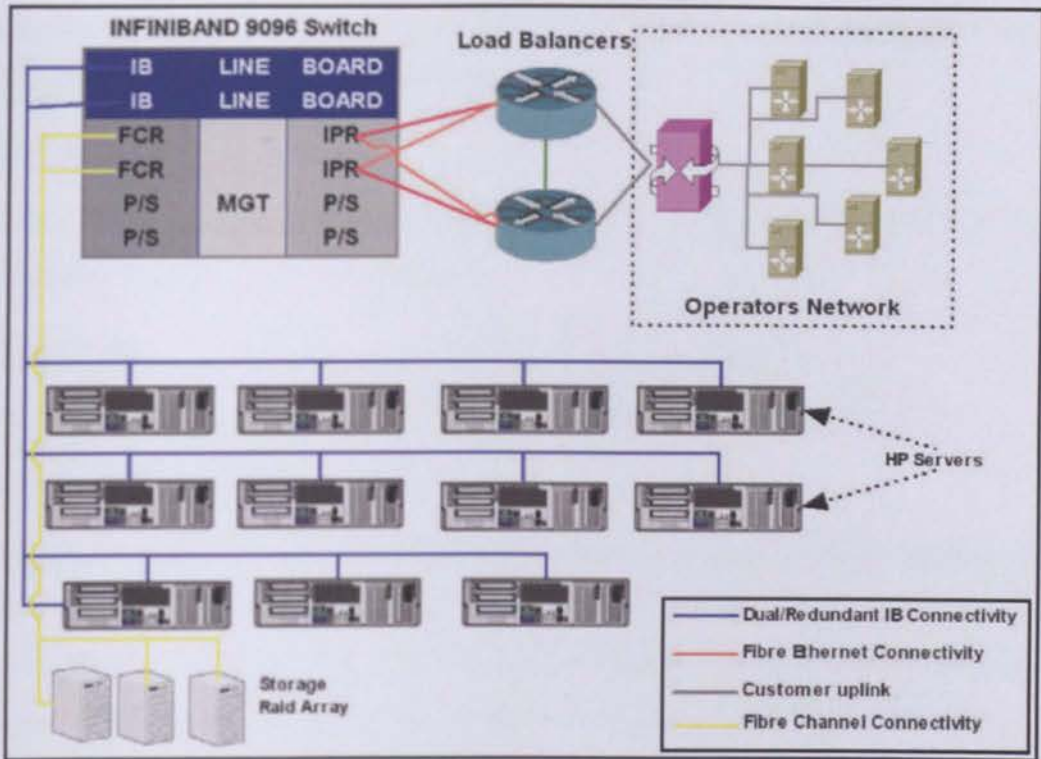 INFINIBAND 9096 Switch
IB LINE BOARD
IB LINE BOARD
FCR IPR
FCR IPR
P/S MGT P/S
P/S P/S
Load Balancers
Operators Network
HP Servers
Storage
Raid Array
Dual/Redundant IB Connectivity
Fibre Ethernet Connectivity
Customer uplink
Fibre Channel Connectivity